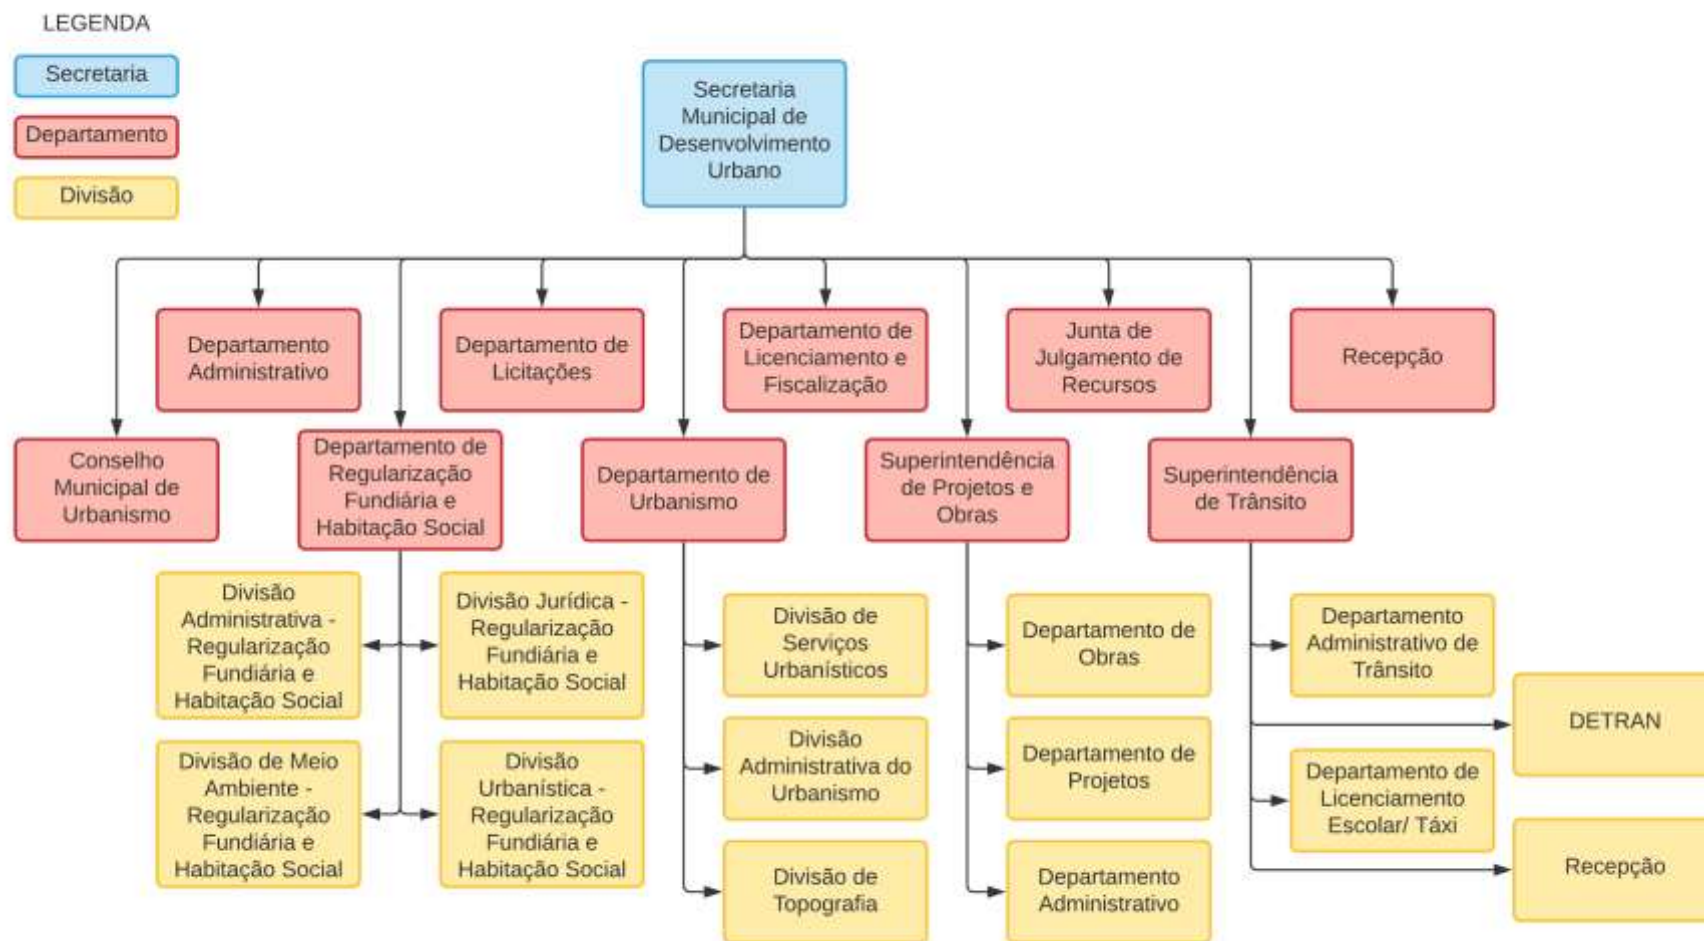 LEGENDA
Secretaria
Departamento
Divisão
Secretaria
Municipal de
Desenvolvimento
Urbano
Departamento
Administrativo
Departamento de
Licitações
Departamento de
Licenciamento e
Fiscalização
Junta de
Julgamento de
Recursos
Recepção
Conselho
Municipal de
Urbanismo
Departamento de
Regularização
Fundiária e
Habitação Social
Departamento de
Urbanismo
Superintendência
de Projetos e
Obras
Superintendência
de Trânsito
Divisão
Administrativa -
Regularização
Fundiária e
Habitação Social
Divisão Jurídica -
Regularização
Fundiária e
Habitação Social
Divisão de
Serviços
Urbanísticos
Departamento de
Obras
Departamento
Administrativo de
Trânsito
DETRAN
Divisão de Meio
Ambiente -
Regularização
Fundiária e
Habitação Social
Divisão
Urbanística -
Regularização
Fundiária e
Habitação Social
Divisão
Administrativa do
Urbanismo
Departamento de
Projetos
Departamento de
Licenciamento
Escolar/ Táxi
Recepção
Divisão de
Topografia
Departamento
Administrativo